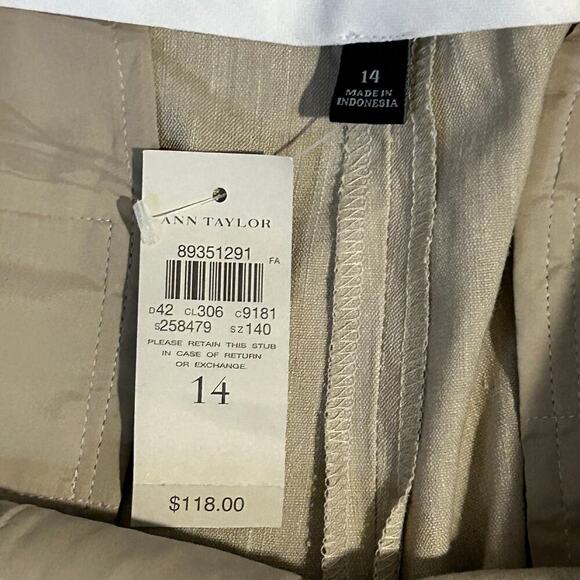 14
MADE IN
INDONESIA
ANN TAYLOR
89351291 FA
D42 CL306 C9181
S258479 SZ140
PLEASE RETAIN THIS STUB
IN CASE OF RETURN
OR EXCHANGE.
14
$118.00